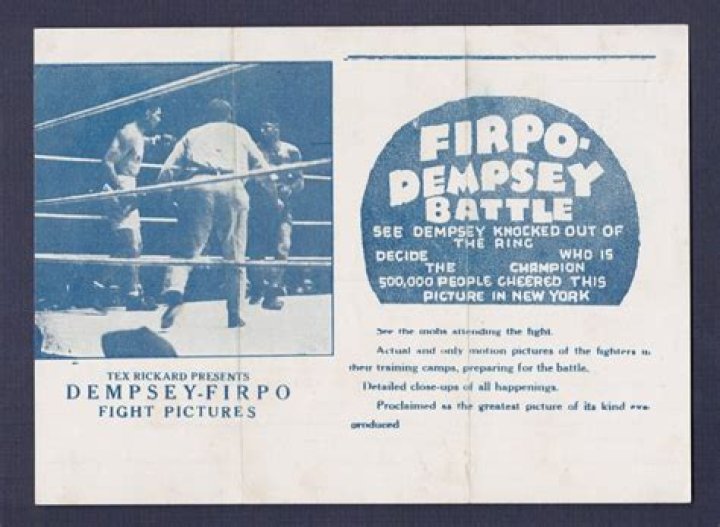 TEX RICKARD PRESENTS
DEMPSEY-FIRPO
FIGHT PICTURES
FIRPO-
DEMPSEY
BATTLE
SEE DEMPSEY KNOCKED OUT OF
THE RING
DECIDE WHO IS
THE CHAMPION
500,000 PEOPLE CHEERED THIS
PICTURE IN NEW YORK
See the mobs attending the fight.
Actual and only motion pictures of the fighters
their training camps, preparing for the battle.
Detailed close-ups of all happenings.
Proclaimed as the greatest picture of its kind
produced